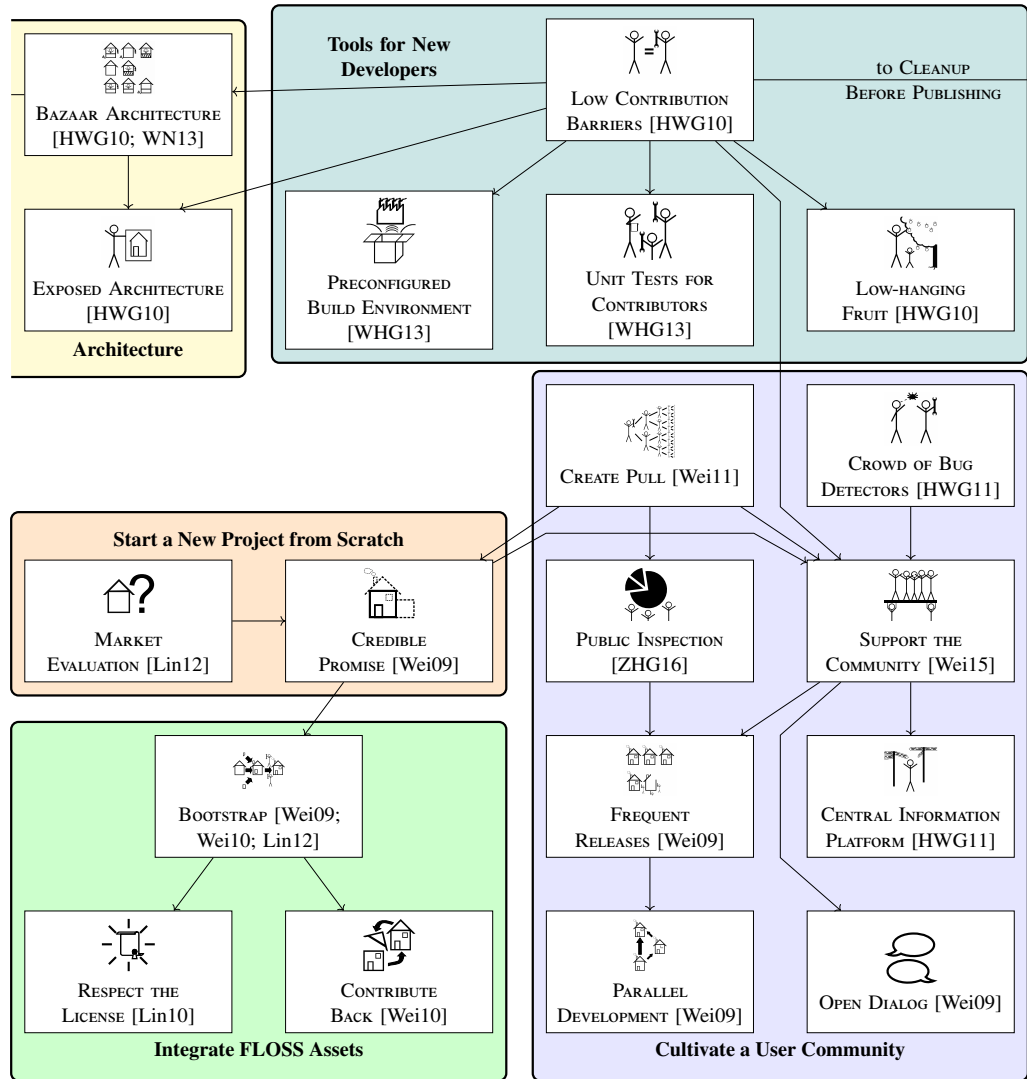 Tools for New
Developers
BAZAAR ARCHITECTURE
[HWG10; WN13]
LOW CONTRIBUTION
BARRIERS [HWG10]
to CLEANUP
BEFORE PUBLISHING
EXPOSED ARCHITECTURE
[HWG10]
Architecture
PRECONFIGURED
BUILD ENVIRONMENT
[WHG13]
UNIT TESTS FOR
CONTRIBUTORS
[WHG13]
LOW-HANGING
FRUIT [HWG10]
CREATE PULL [Wei11]
CROWD OF BUG
DETECTORS [HWG11]
Start a New Project from Scratch
MARKET
EVALUATION [Lin12]
CREDIBLE
PROMISE [Wei09]
PUBLIC INSPECTION
[ZHG16]
SUPPORT THE
COMMUNITY [Wei15]
BOOTSTRAP [Wei09;
Wei10; Lin12]
FREQUENT
RELEASES [Wei09]
CENTRAL INFORMATION
PLATFORM [HWG11]
RESPECT THE
LICENSE [Lin10]
CONTRIBUTE
BACK [Wei10]
PARALLEL
DEVELOPMENT [Wei09]
OPEN DIALOG [Wei09]
Integrate FLOSS Assets
Cultivate a User Community